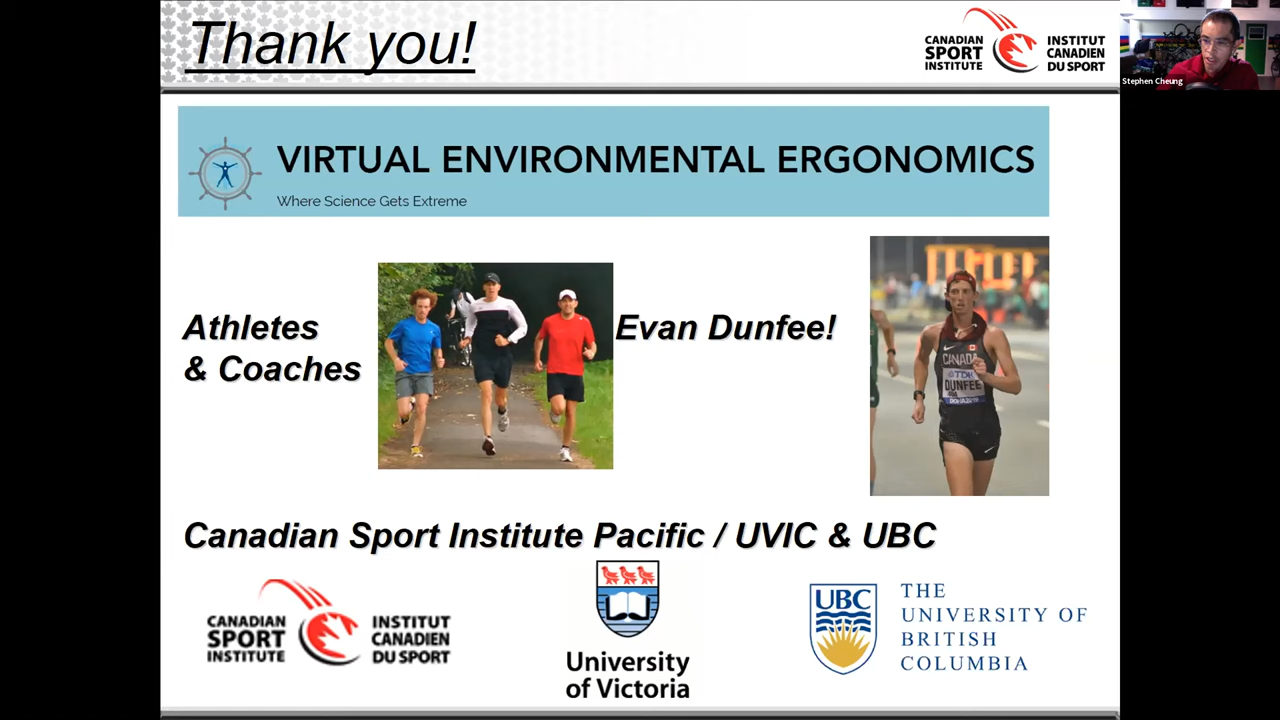 Thank you!
CANADIAN SPORT INSTITUTE
INSTITUT CANADIEN DU SPORT
Stephen Cheung
VIRTUAL ENVIRONMENTAL ERGONOMICS
Where Science Gets Extreme
Athletes
& Coaches
Evan Dunfee!
CANADA
TDK
DUNFEE
Canadian Sport Institute Pacific / UVIC & UBC
CANADIAN
SPORT
INSTITUTE
INSTITUT
CANADIEN
DU SPORT
University
of Victoria
UBC
THE
UNIVERSITY OF
BRITISH
COLUMBIA